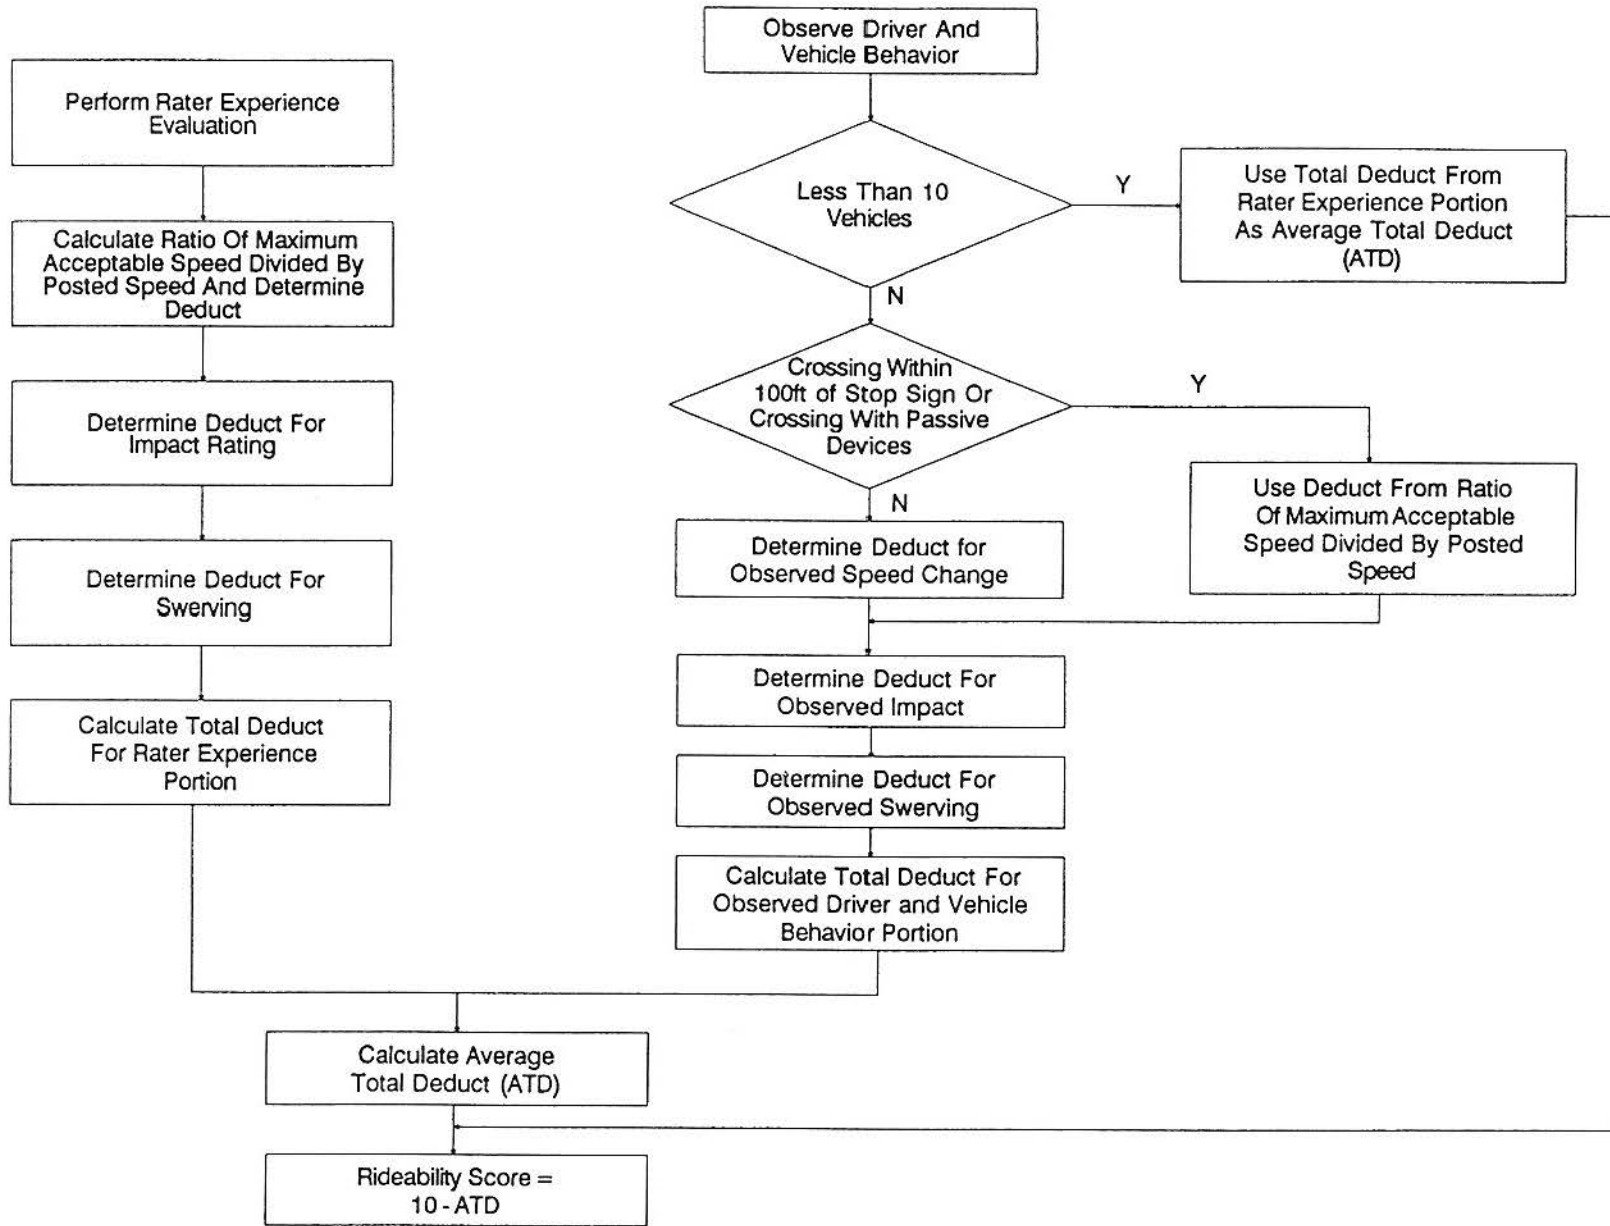 Perform Rater Experience
Evaluation
Calculate Ratio Of Maximum
Acceptable Speed Divided By
Posted Speed And Determine
Deduct
Determine Deduct For
Impact Rating
Determine Deduct For
Swerving
Calculate Total Deduct
For Rater Experience
Portion
Observe Driver And
Vehicle Behavior
Less Than 10
Vehicles
Y
Use Total Deduct From
Rater Experience Portion
As Average Total Deduct
(ATD)
N
Crossing Within
100ft of Stop Sign Or
Crossing With Passive
Devices
Y
Use Deduct From Ratio
Of Maximum Acceptable
Speed Divided By Posted
Speed
N
Determine Deduct for
Observed Speed Change
Determine Deduct For
Observed Impact
Determine Deduct For
Observed Swerving
Calculate Total Deduct For
Observed Driver and Vehicle
Behavior Portion
Calculate Average
Total Deduct (ATD)
Rideability Score =
10 - ATD